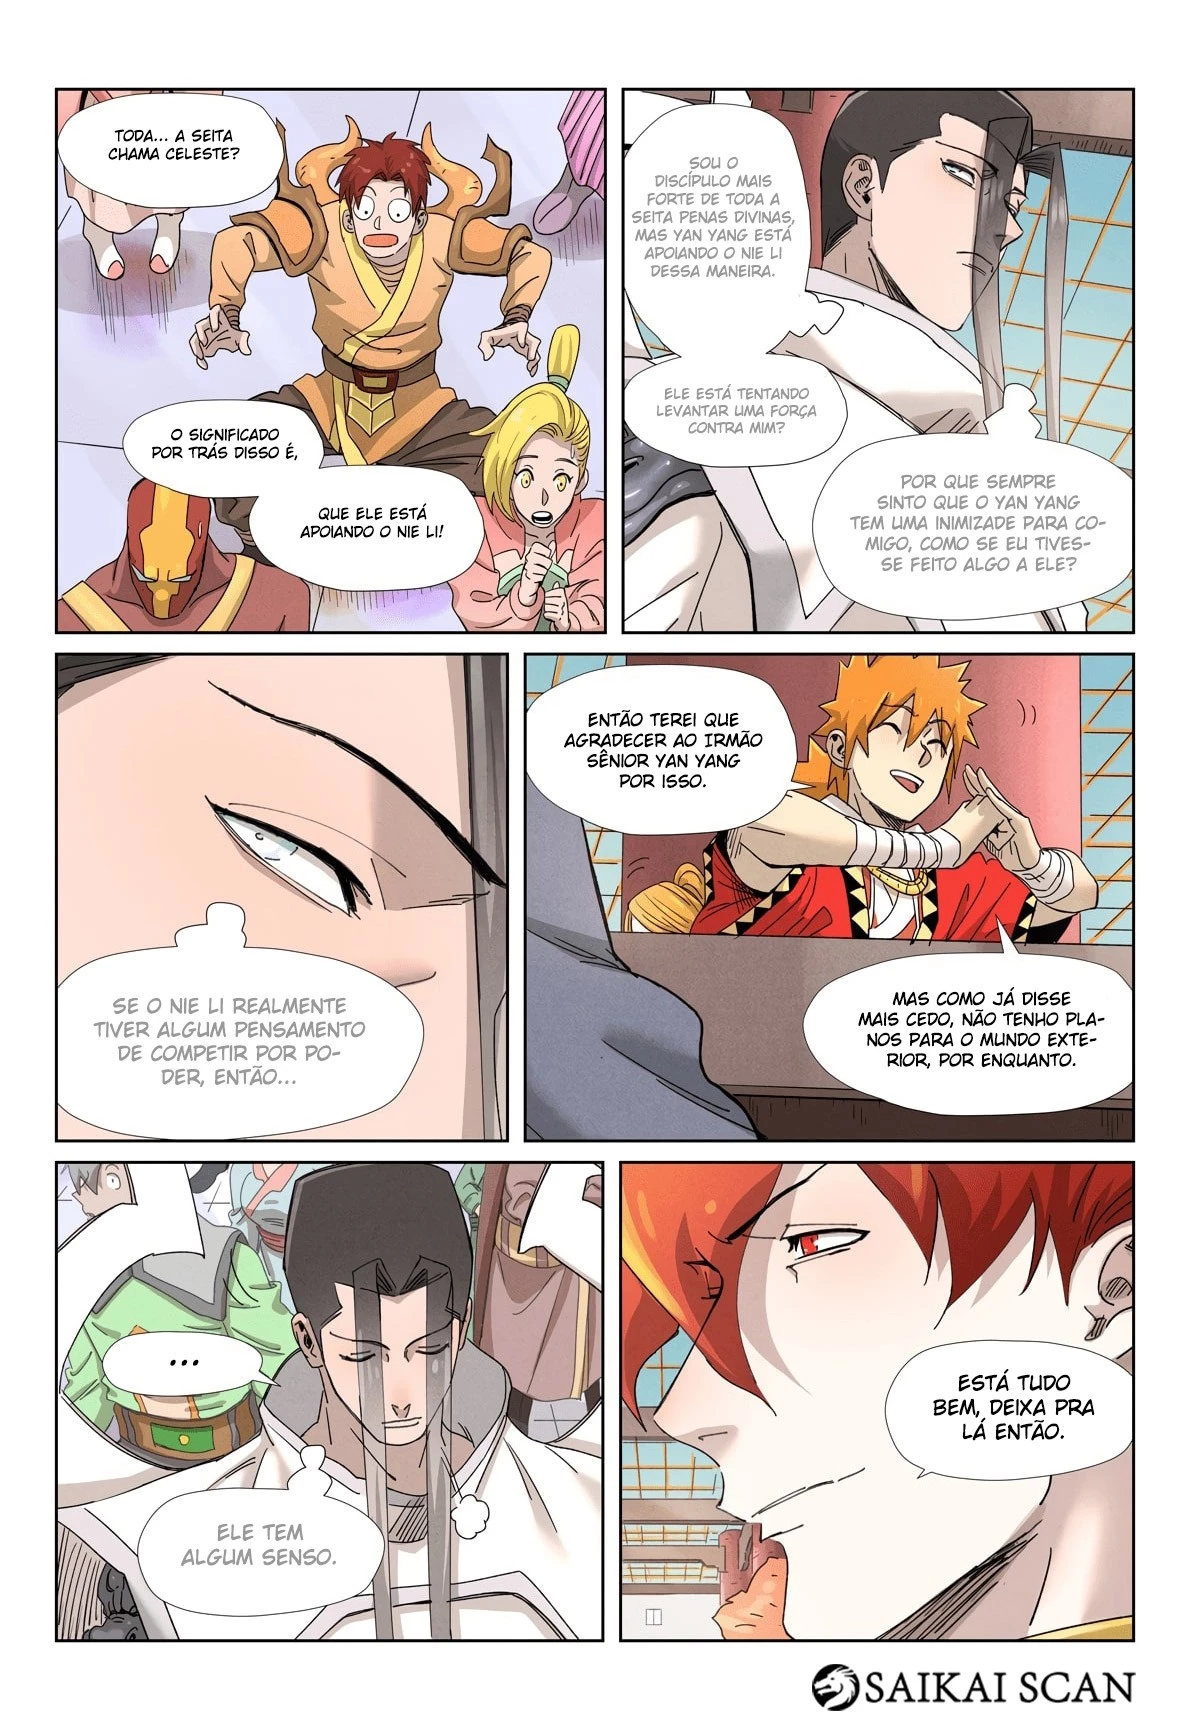 TODA... A SEITA
CHAMA CELESTE?
O SIGNIFICADO
POR TRÁS DISSO É,
QUE ELE ESTÁ
APOIANDO O NIE LI!
SOU O
DISCÍPULO MAIS
FORTE DE TODA A
SEITA PENAS DIVINAS,
MAS YAN YANG ESTÁ
APOIANDO O NIE LI
DESSA MANEIRA.
ELE ESTÁ TENTANDO
LEVANTAR UMA FORÇA
CONTRA MIM?
POR QUE SEMPRE
SINTO QUE O YAN YANG
TEM UMA INIMIZADE PARA CO-
MIGO, COMO SE EU TIVES-
SE FEITO ALGO A ELE?
SE O NIE LI REALMENTE
TIVER ALGUM PENSAMENTO
DE COMPETIR POR PO-
DER, ENTÃO...
ENTÃO TEREI QUE
AGRADECER AO IRMÃO
SÊNIOR YAN YANG
POR ISSO.
MAS COMO JÁ DISSE
MAIS CEDO, NÃO TENHO PLA-
NOS PARA O MUNDO EXTE-
RIOR, POR ENQUANTO.
...
ELE TEM
ALGUM SENSO.
ESTÁ TUDO
BEM, DEIXA PRA
LÁ ENTÃO.
SAIKAI SCAN